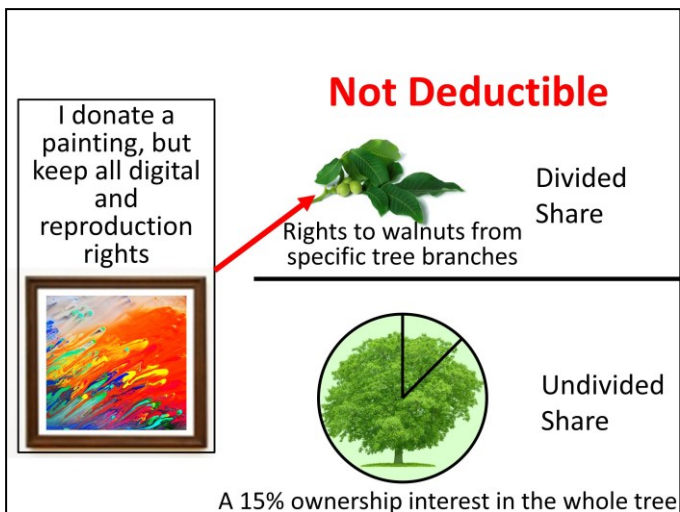 I donate a
painting, but
keep all digital
and
reproduction
rights
Not Deductible
Divided
Share
Rights to walnuts from
specific tree branches
Undivided
Share
A 15% ownership interest in the whole tree